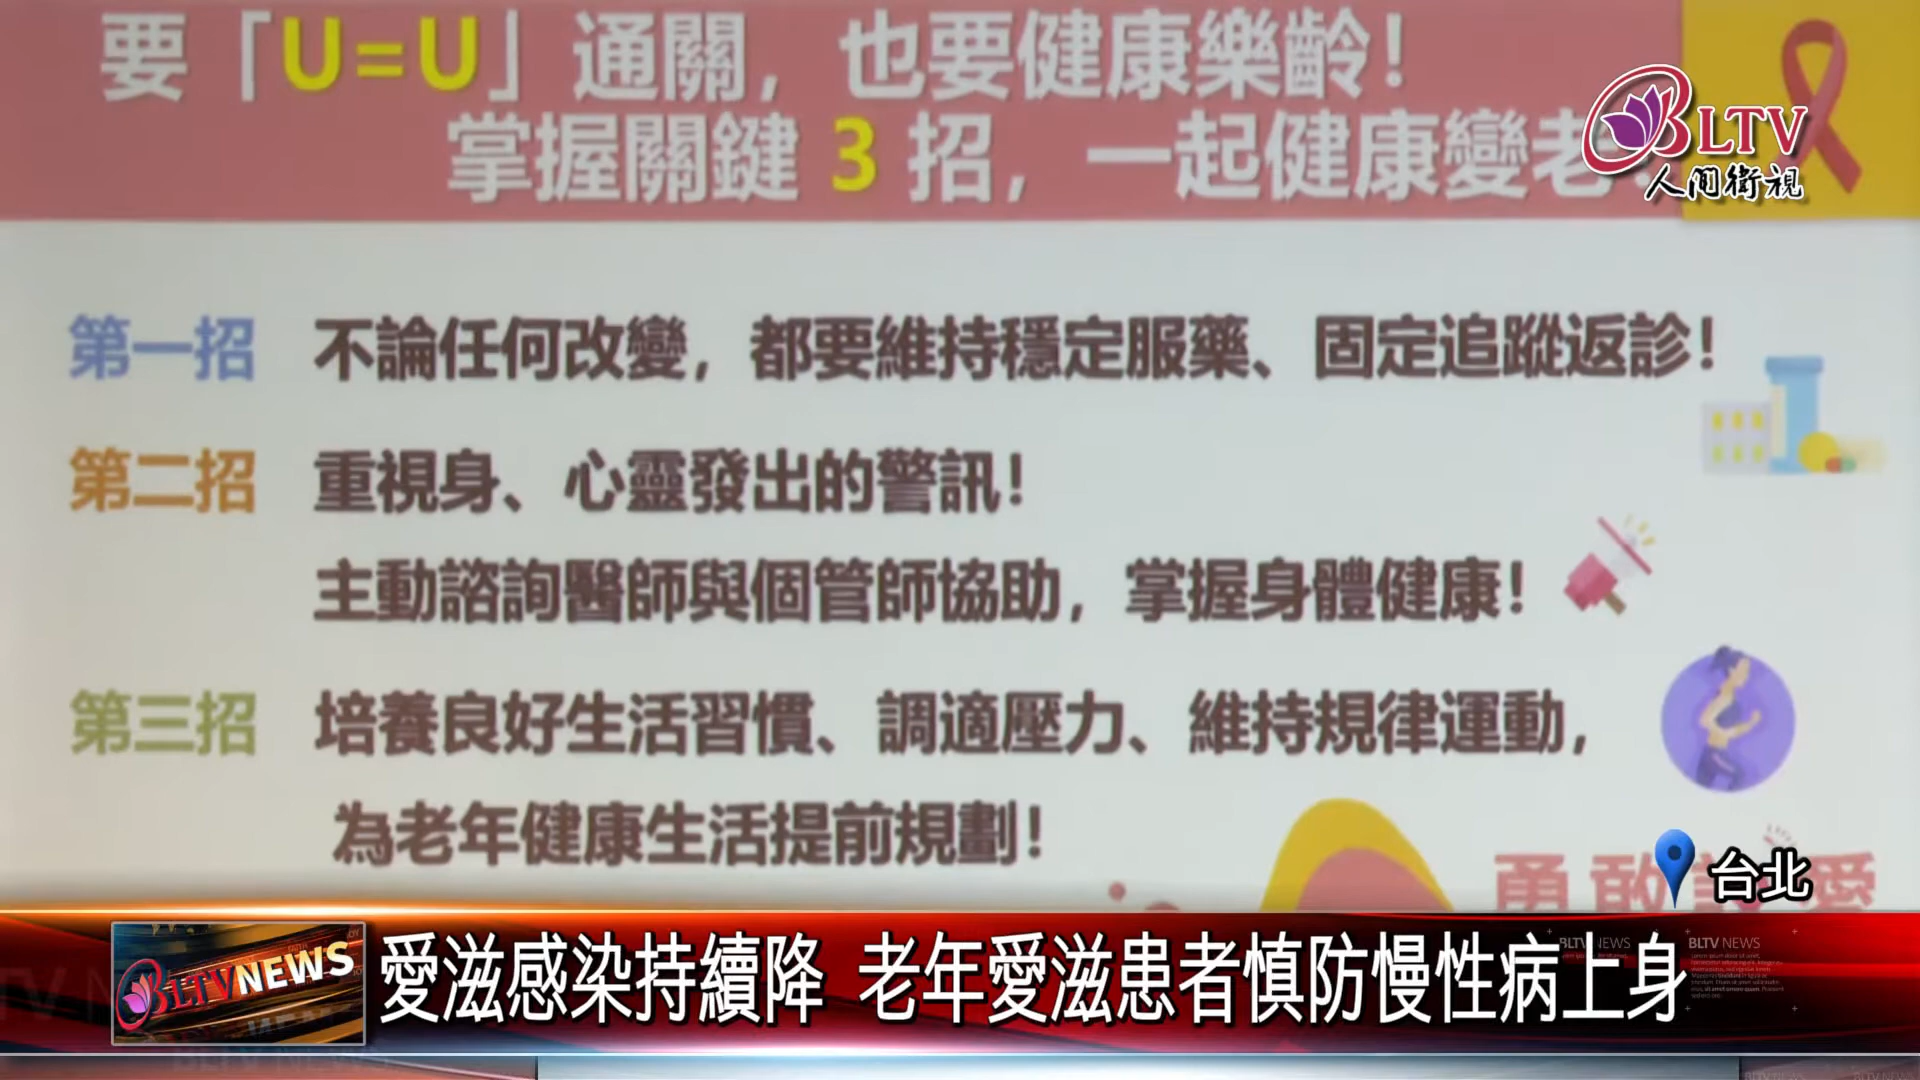 要「U=U」通關，也要健康樂齡！
掌握關鍵 3 招，一起健康變老！
BLTV
人間衛視
第一招 不論任何改變，都要維持穩定服藥、固定追蹤返診！
第二招 重視身、心靈發出的警訊！
主動諮詢醫師與個管師協助，掌握身體健康！
第三招 培養良好生活習慣、調適壓力、維持規律運動，
為老年健康生活提前規劃！
勇敢 愛
台北
BLTV NEWS
愛滋感染持續降 老年愛滋患者慎防慢性病上身
BLTV NEWS
BLTV NEWS